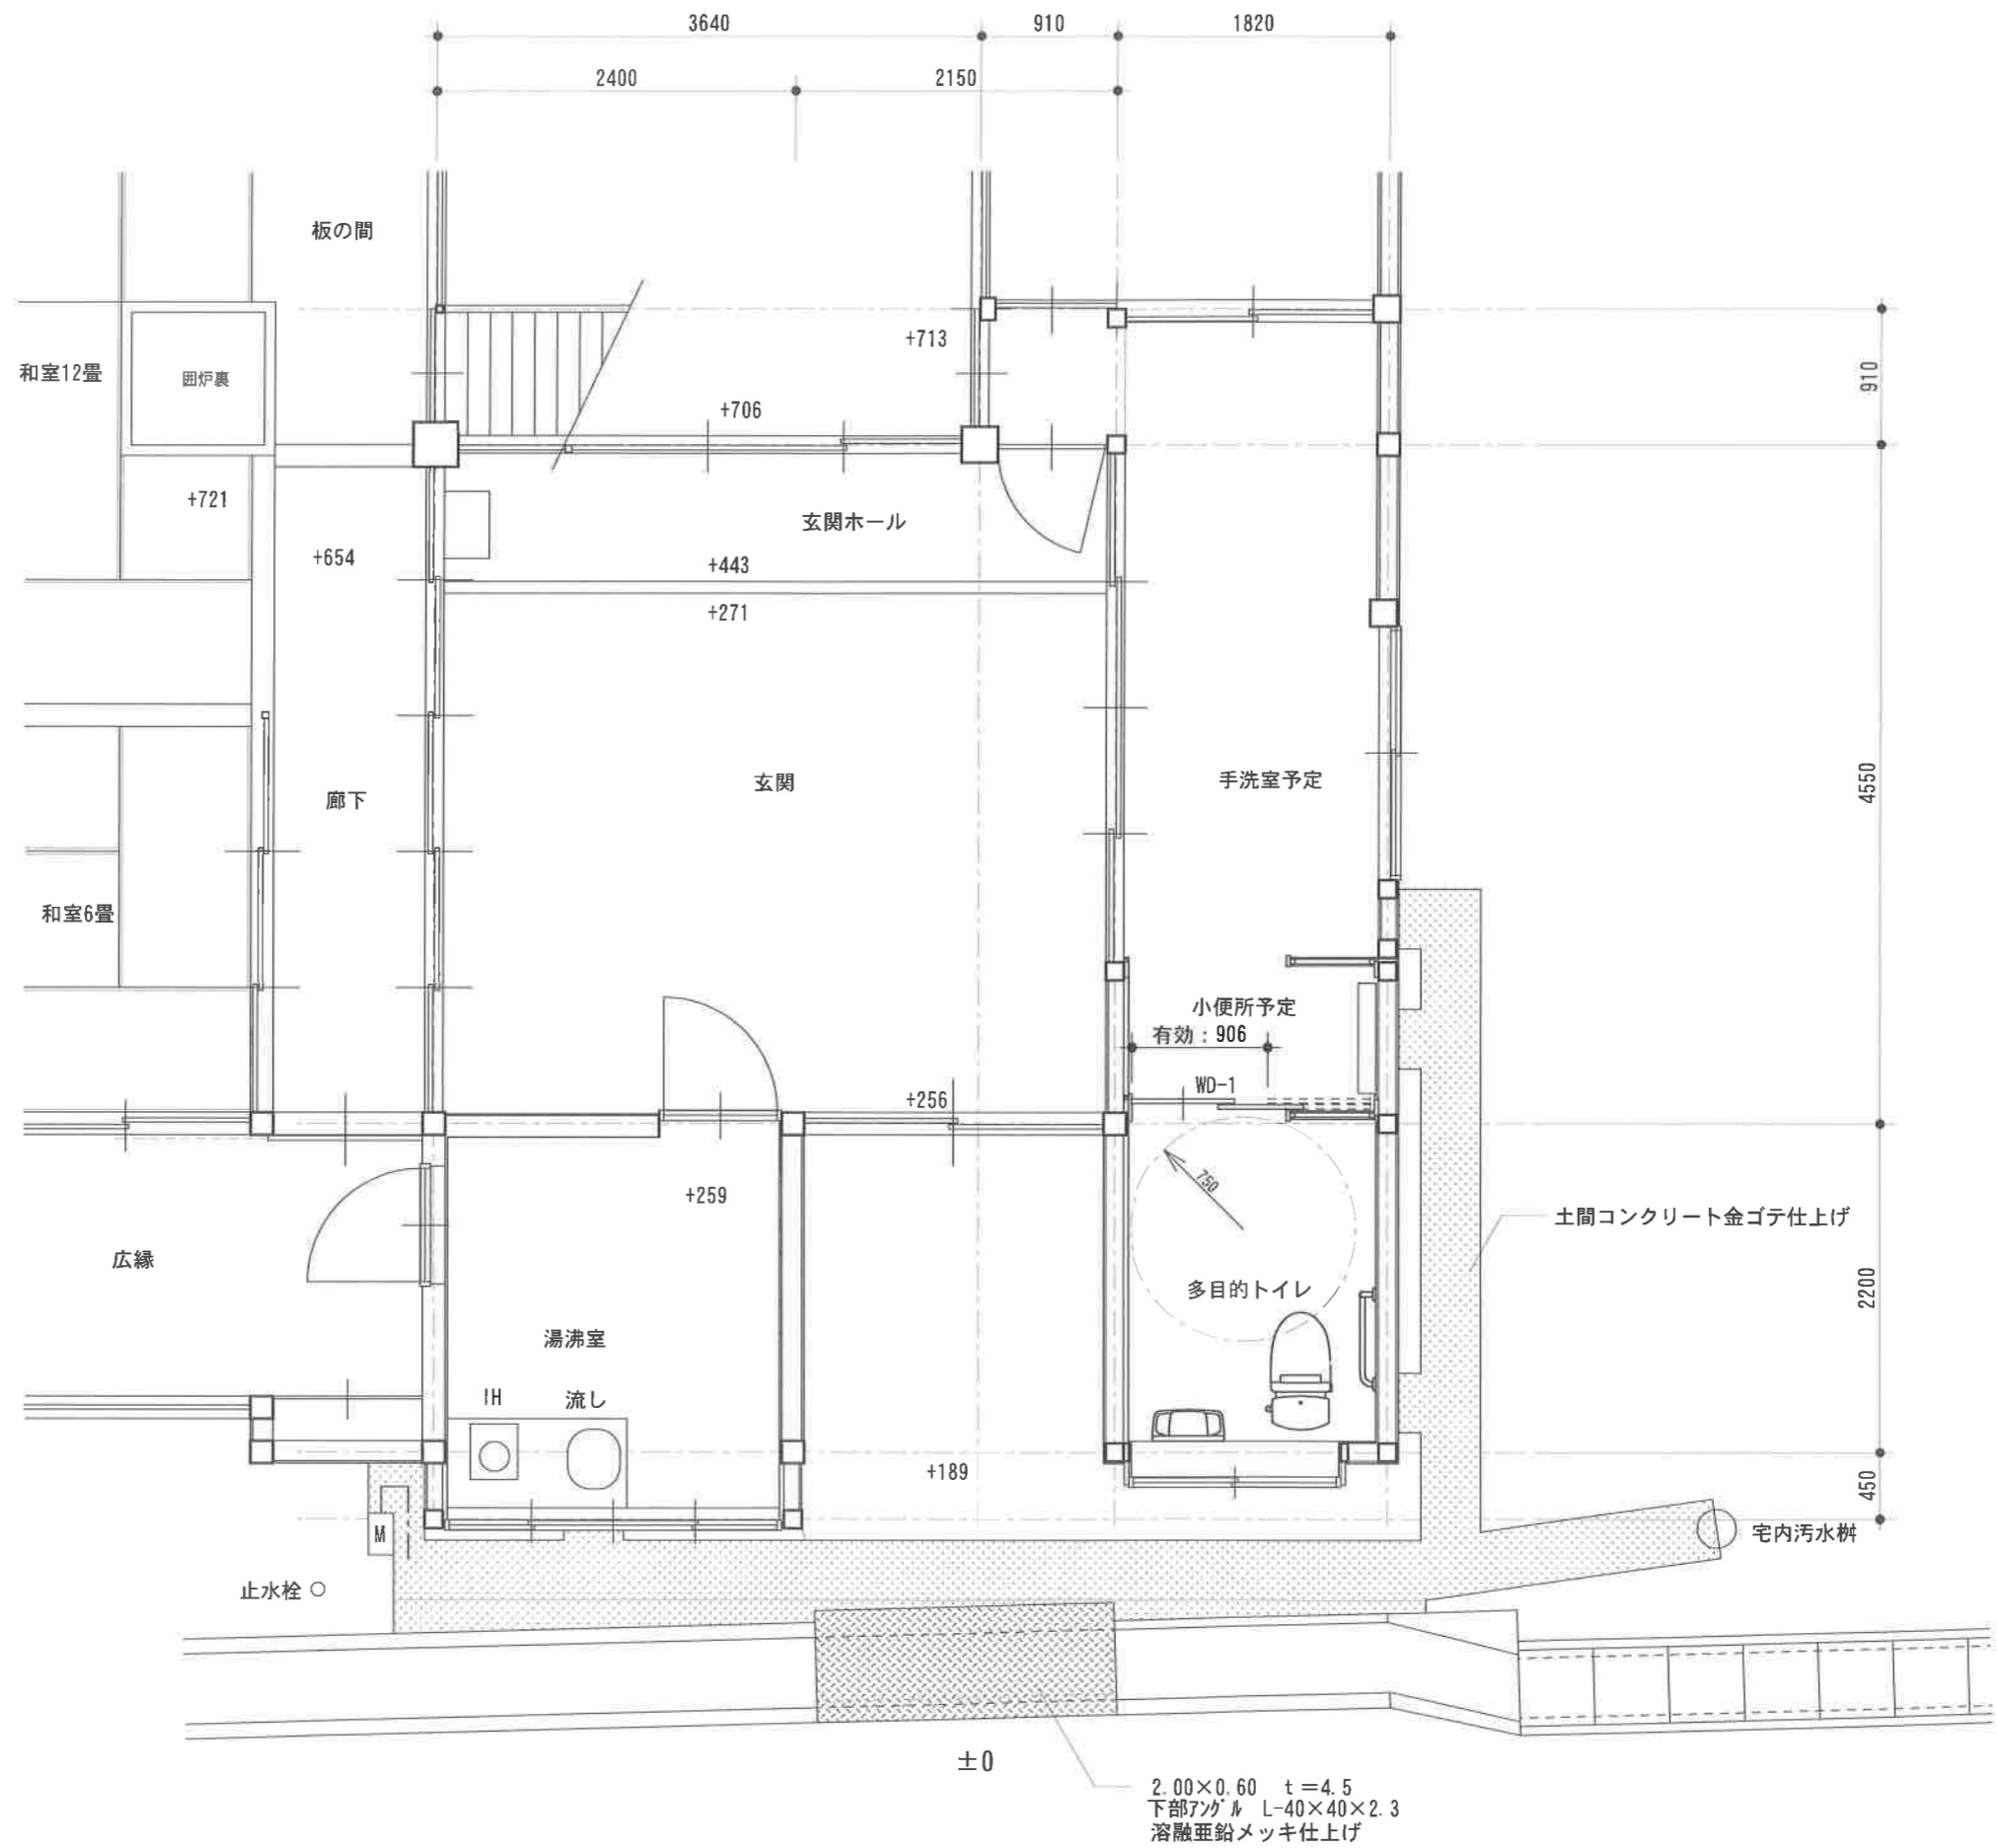 3640
910
1820
2400
2150
板の間
+713
和室12畳
囲炉裏
910
+706
+721
玄関ホール
+654
+443
+271
玄関
手洗室予定
4550
廊下
和室6畳
小便所予定
有効：906
WD-1
+256
750
+259
土間コンクリート金ゴテ仕上げ
広縁
多目的トイレ
2200
湯沸室
IH
流し
+189
450
M
宅内汚水桝
止水栓
±0
2.00×0.60 t=4.5
下部ｱﾝｸﾞﾙ L-40×40×2.3
溶融亜鉛メッキ仕上げ